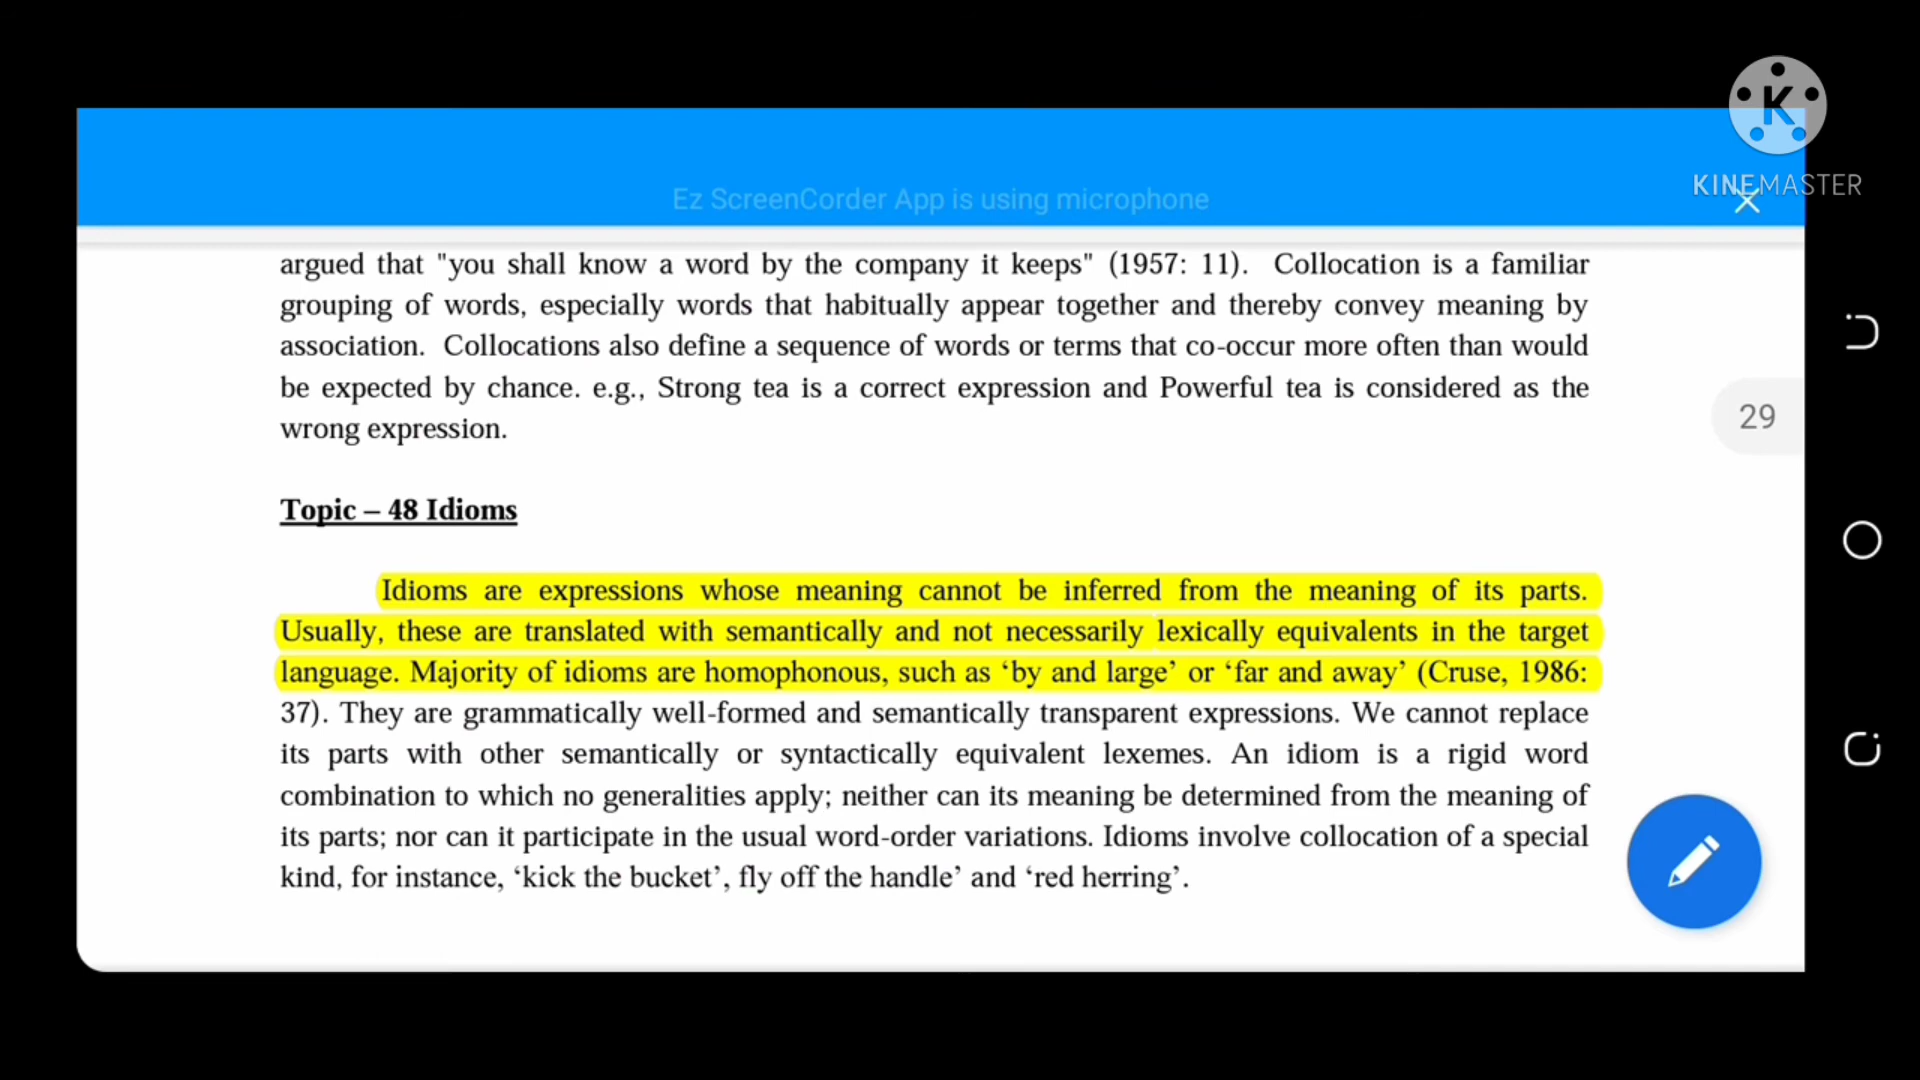 K
KINEMASTER
Ez ScreenCorder App is using microphone
argued that "you shall know a word by the company it keeps" (1957: 11). Collocation is a familiar
grouping of words, especially words that habitually appear together and thereby convey meaning by
association. Collocations also define a sequence of words or terms that co-occur more often than would
be expected by chance. e.g., Strong tea is a correct expression and Powerful tea is considered as the
wrong expression.
29
Topic – 48 Idioms
Idioms are expressions whose meaning cannot be inferred from the meaning of its parts.
Usually, these are translated with semantically and not necessarily lexically equivalents in the target
language. Majority of idioms are homophonous, such as ‘by and large’ or ‘far and away’ (Cruse, 1986:
37). They are grammatically well-formed and semantically transparent expressions. We cannot replace
its parts with other semantically or syntactically equivalent lexemes. An idiom is a rigid word
combination to which no generalities apply; neither can its meaning be determined from the meaning of
its parts; nor can it participate in the usual word-order variations. Idioms involve collocation of a special
kind, for instance, ‘kick the bucket’, fly off the handle’ and ‘red herring’.